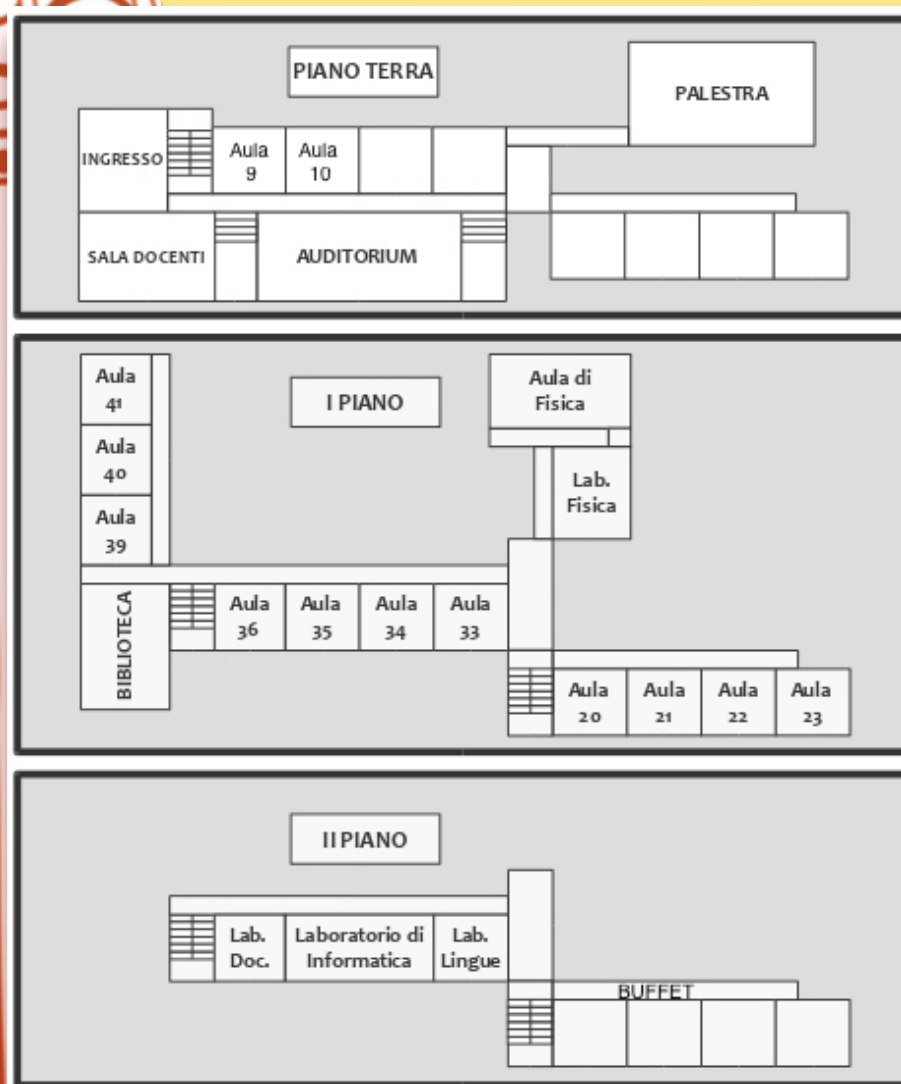 PIANO TERRA
PALESTRA
INGRESSO
Aula
9
Aula
10
SALA DOCENTI
AUDITORIUM
Aula
41
I PIANO
Aula di
Fisica
Aula
40
Lab.
Fisica
Aula
39
BIBLIOTECA
Aula
36
Aula
35
Aula
34
Aula
33
Aula
20
Aula
21
Aula
22
Aula
23
II PIANO
Lab.
Doc.
Laboratorio di
Informatica
Lab.
Lingue
BUFFET